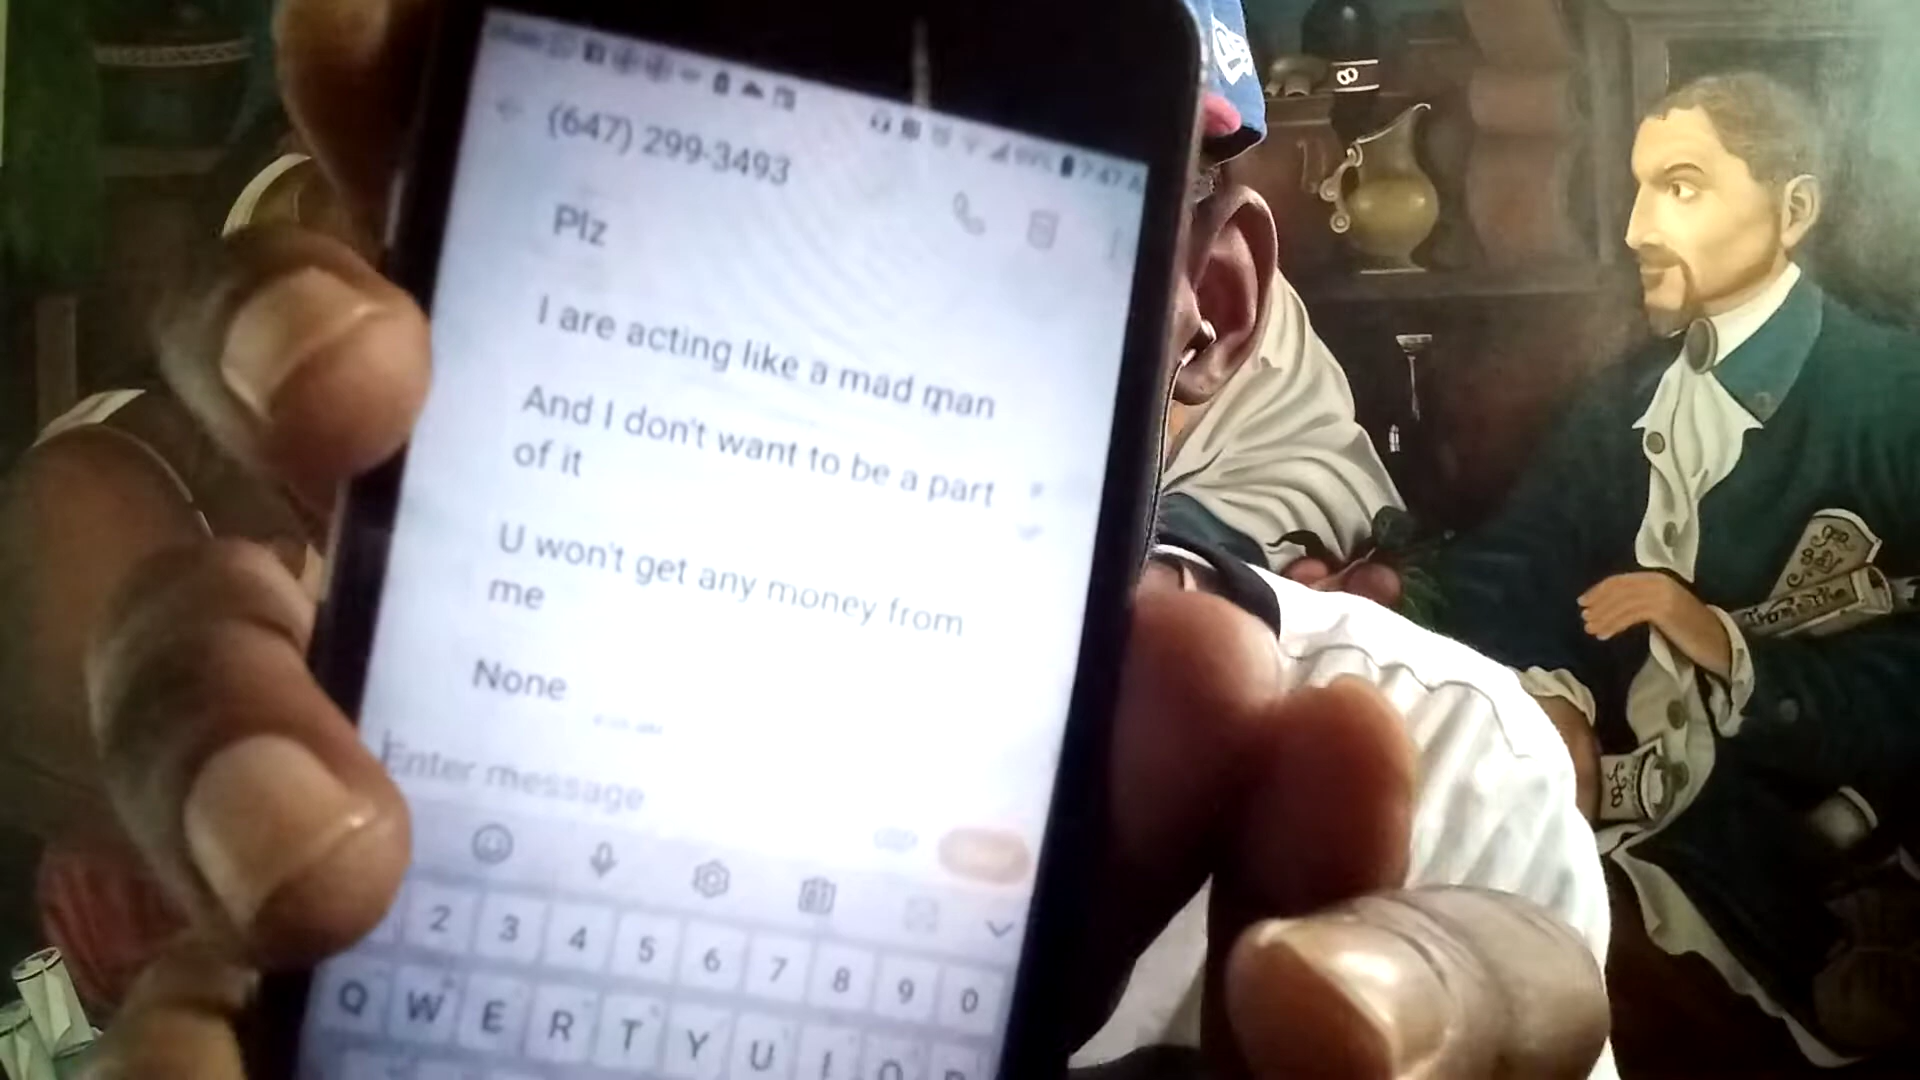 (647) 299-3493
Plz
I are acting like a mad man
And I don't want to be a part
of it
U won't get any money from
me
None
Enter message
2 3 4 5 6 7 8 9 0
Q W E R T Y U I O P
8